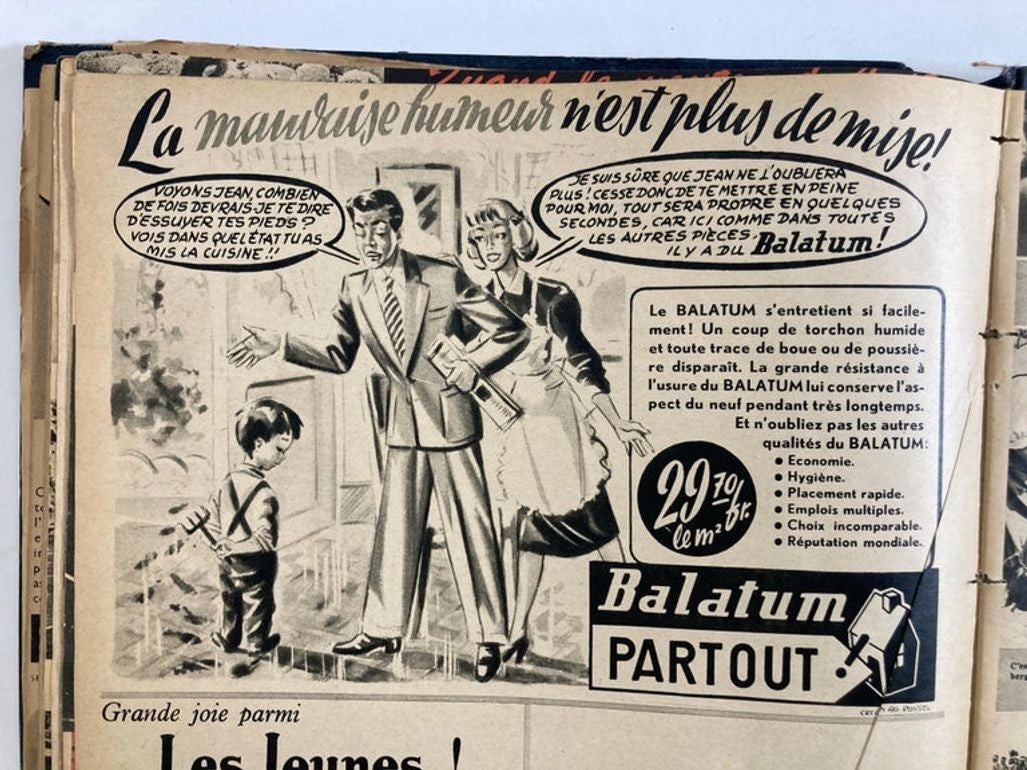 La mauvaise humeur n'est plus de mise!
VOYONS JEAN, COMBIEN
DE FOIS DEVRAIS-JE TE DIRE
D'ESSUYER TES PIEDS ?
VOIS DANS QUEL ÉTAT TU AS
MIS LA CUISINE !!
JE SUIS SÛRE QUE JEAN NE L'OUBLIERA
PLUS ! CESSE DONC DE TE METTRE EN PEINE
POUR MOI, TOUT SERA PROPRE EN QUELQUES
SECONDES, CAR ICI COMME DANS TOUTES
LES AUTRES PIÈCES,
IL Y A DU Balatum !
Le BALATUM s'entretient si facile-
ment! Un coup de torchon humide
et toute trace de boue ou de poussiè-
re disparaît. La grande résistance à
l'usure du BALATUM lui conserve l'as-
pect du neuf pendant très longtemps.
Et n'oubliez pas les autres
qualités du BALATUM:
• Economie.
• Hygiène.
• Placement rapide.
• Emplois multiples.
• Choix incomparable.
• Réputation mondiale.
29 70 fr.
le m²
Balatum
PARTOUT !
Grande joie parmi
Les Jeunes !